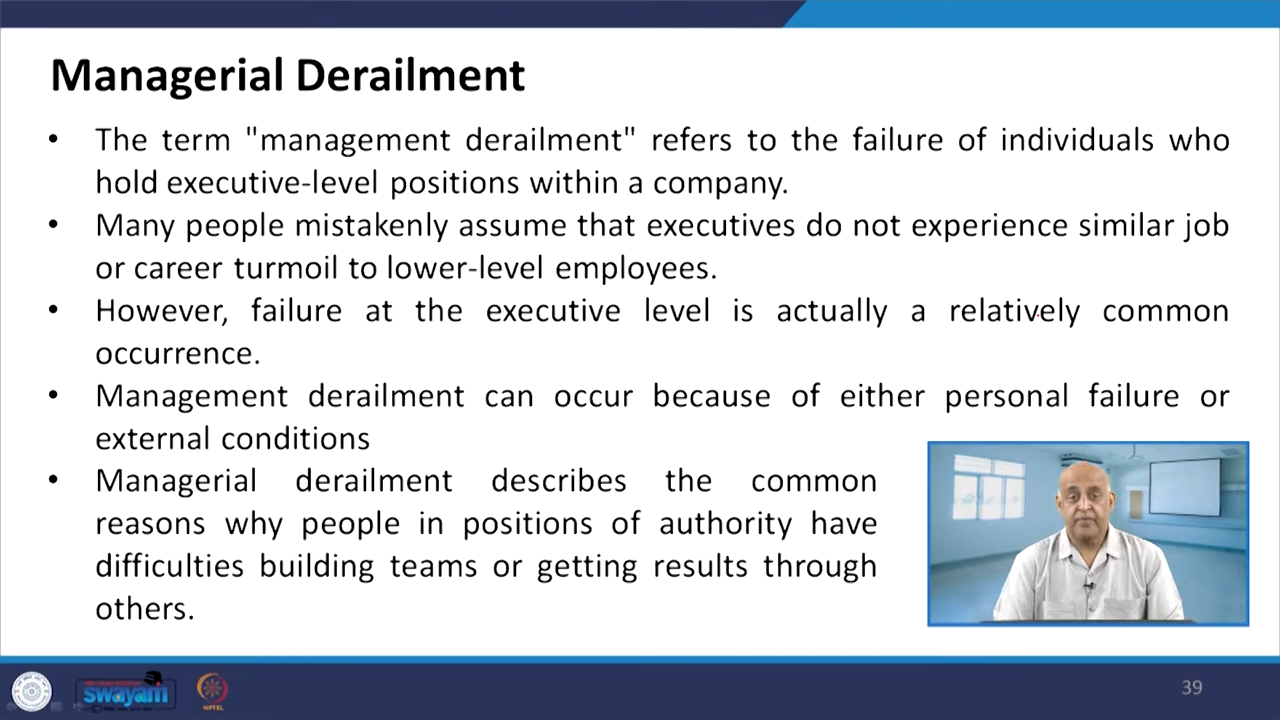 Managerial Derailment
• The term "management derailment" refers to the failure of individuals who
hold executive-level positions within a company.
• Many people mistakenly assume that executives do not experience similar job
or career turmoil to lower-level employees.
• However, failure at the executive level is actually a relatively common
occurrence.
• Management derailment can occur because of either personal failure or
external conditions
• Managerial derailment describes the common
reasons why people in positions of authority have
difficulties building teams or getting results through
others.
swayam
NPTEL
39